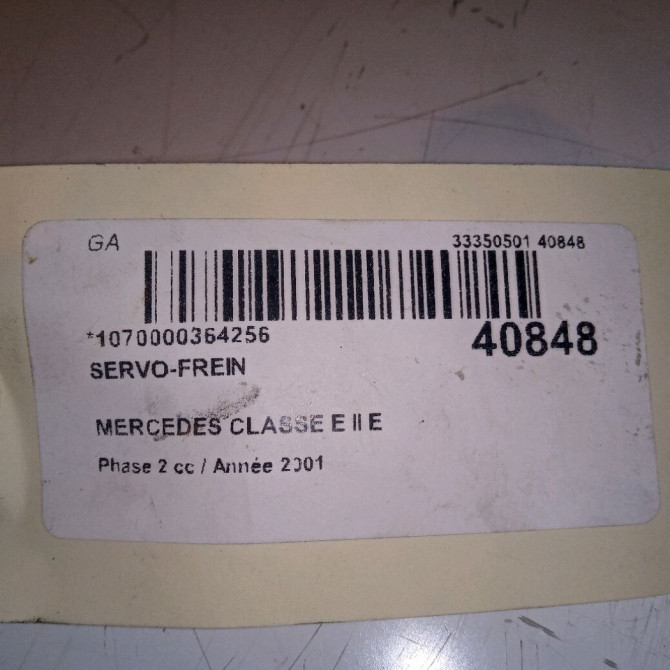 GA 33350501 40848
*1070000364256 40848
SERVO-FREIN
MERCEDES CLASSE E II E
Phase 2 cc / Année 2001